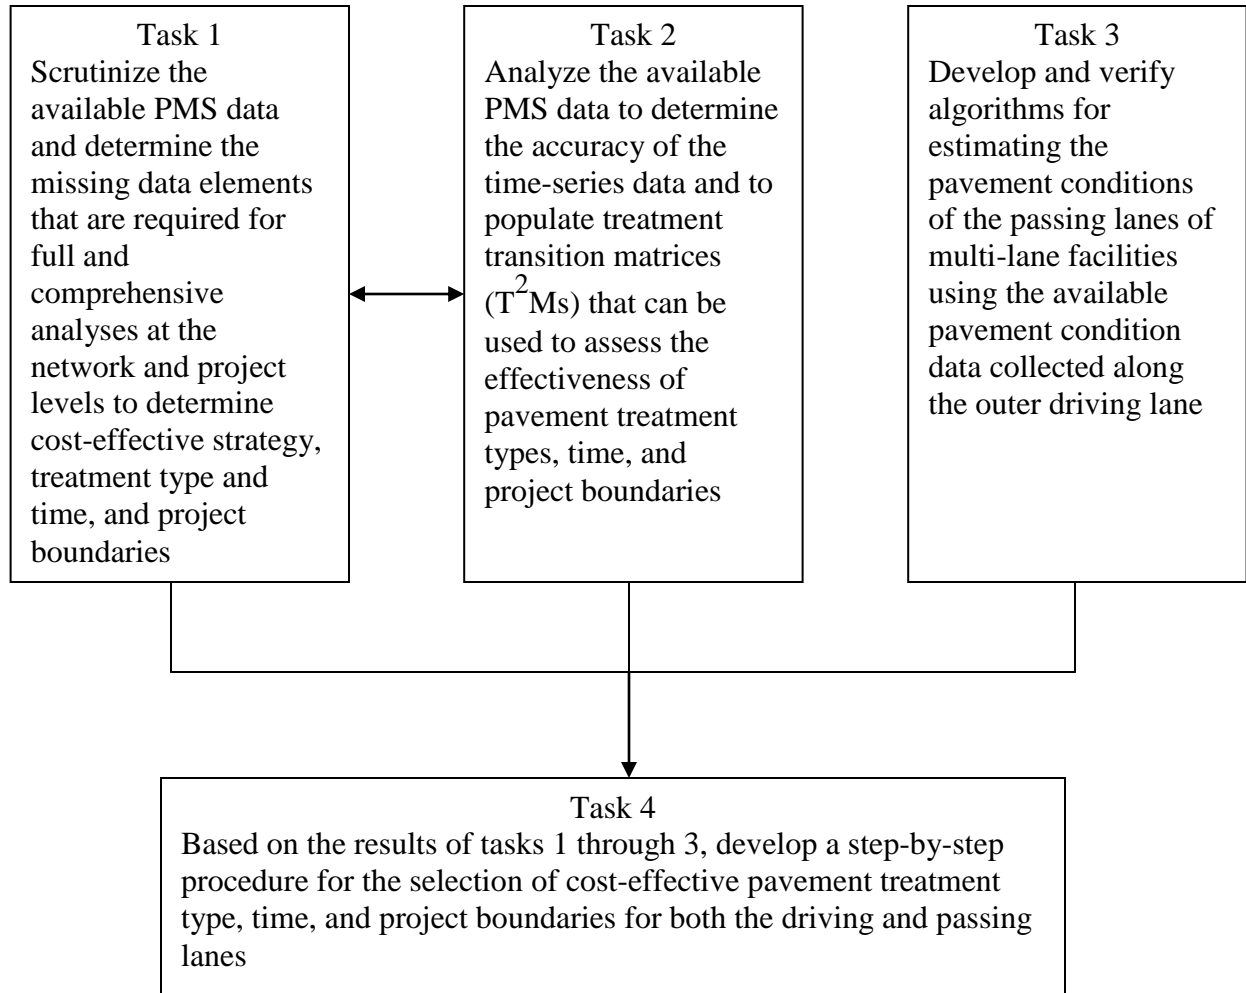 Task 1
Scrutinize the
available PMS data
and determine the
missing data elements
that are required for
full and
comprehensive
analyses at the
network and project
levels to determine
cost-effective strategy,
treatment type and
time, and project
boundaries
Task 2
Analyze the available
PMS data to determine
the accuracy of the
time-series data and to
populate treatment
transition matrices
(T²Ms) that can be
used to assess the
effectiveness of
pavement treatment
types, time, and
project boundaries
Task 3
Develop and verify
algorithms for
estimating the
pavement conditions
of the passing lanes of
multi-lane facilities
using the available
pavement condition
data collected along
the outer driving lane
Task 4
Based on the results of tasks 1 through 3, develop a step-by-step
procedure for the selection of cost-effective pavement treatment
type, time, and project boundaries for both the driving and passing
lanes